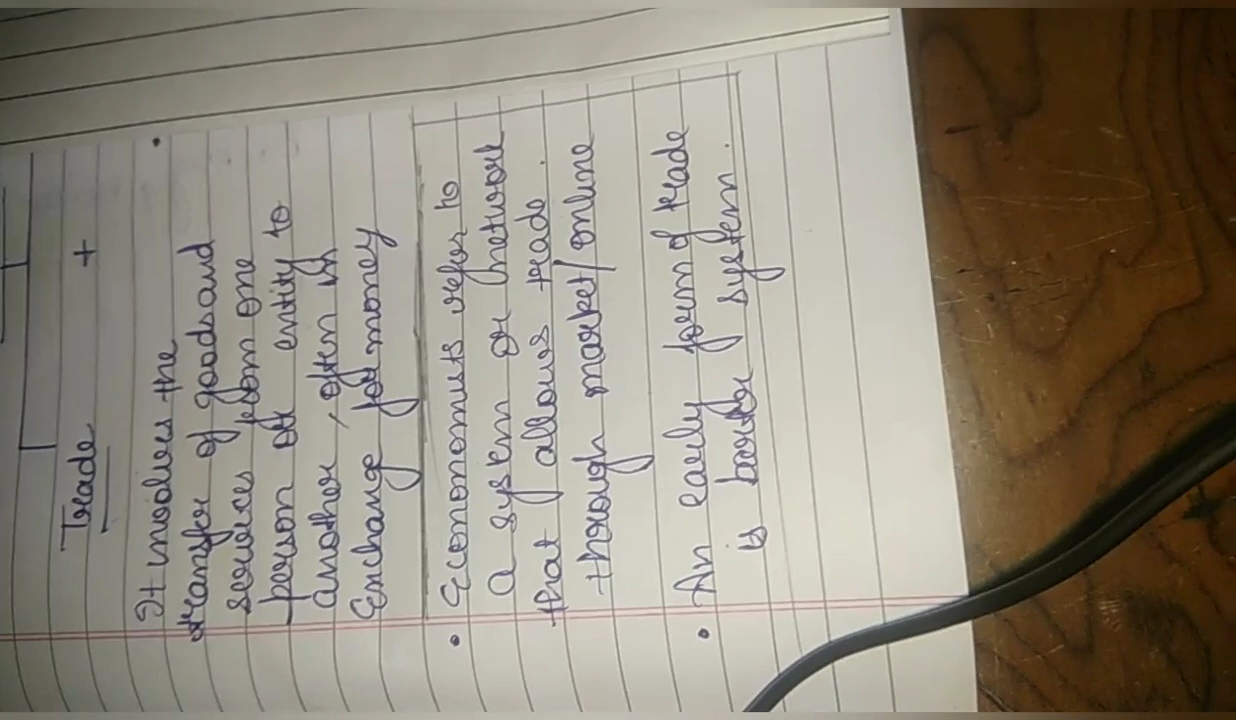 Trade +
It involves the
transfer of goods and
services from one
person or entity to
another, often in
Exchange for money
• Economists refer to
a system or network
that allows trade.
through market/online
• An early form of trade
is barter system.